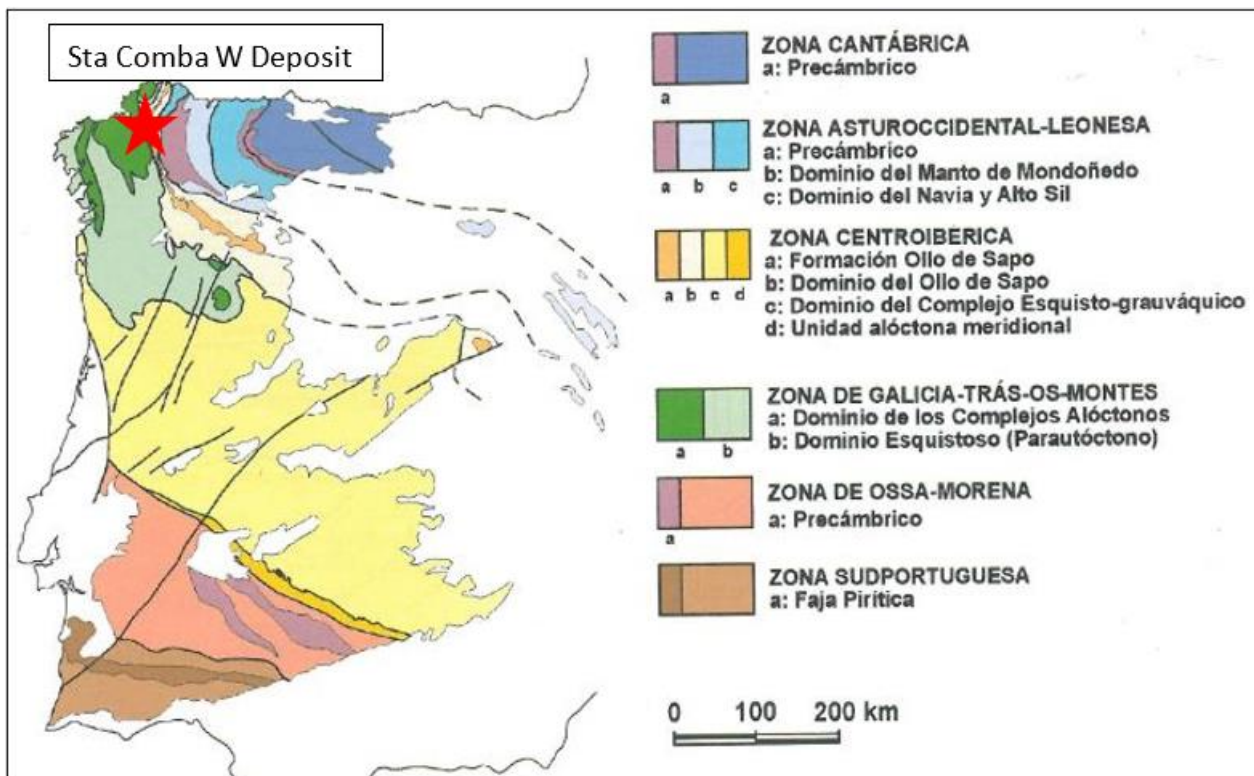 Sta Comba W Deposit
ZONA CANTÁBRICA
a: Precámbrico
a
ZONA ASTUROCCIDENTAL-LEONESA
a: Precámbrico
b: Dominio del Manto de Mondoñedo
c: Dominio del Navia y Alto Sil
a b c
ZONA CENTROIBÉRICA
a: Formación Ollo de Sapo
b: Dominio del Ollo de Sapo
c: Dominio del Complejo Esquisto-grauváquico
d: Unidad alóctona meridional
a b c d
ZONA DE GALICIA-TRÁS-OS-MONTES
a: Dominio de los Complejos Alóctonos
b: Dominio Esquistoso (Parautóctono)
a b
ZONA DE OSSA-MORENA
a: Precámbrico
a
ZONA SUDPORTUGUESA
a: Faja Pirítica
0 100 200 km